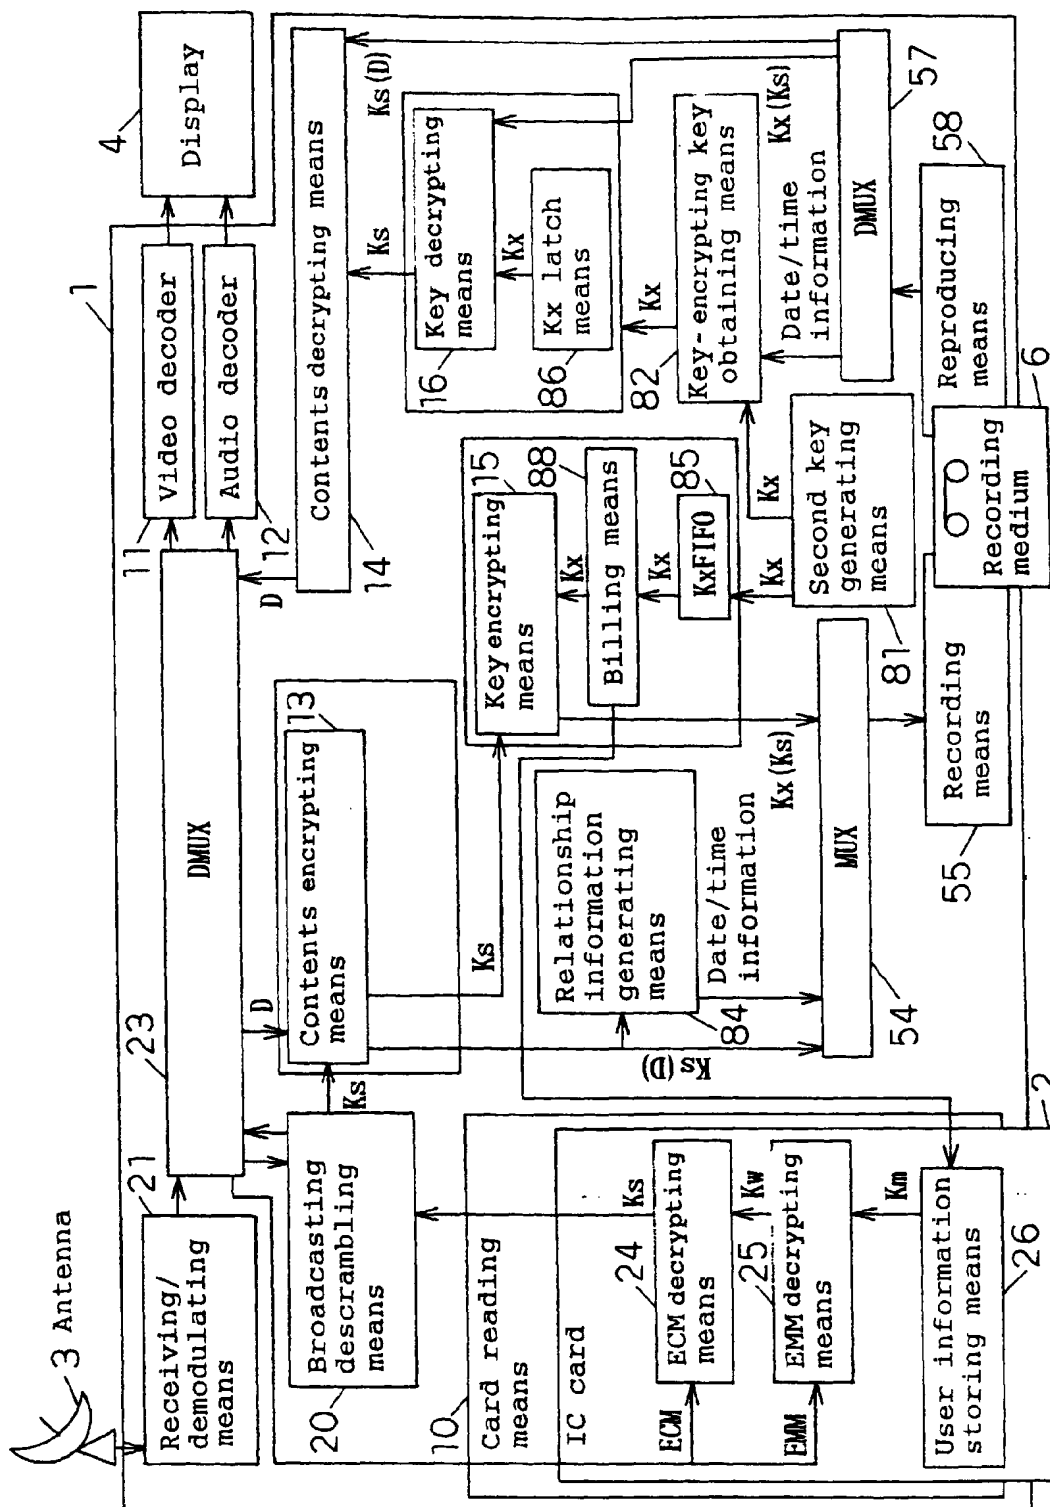 3 Antenna
1
4
Display
Receiving/
demodulating
means
21
23
DMUX
11
Video decoder
Audio decoder
12
D
D
Broadcasting
descrambling
means
20
Ks
Contents encrypting
means
13
Contents decrypting means
14
Ks(D)
Ks
Key decrypting
means
16
Kx
Kx latch
means
86
Kx
10
Card reading
means
IC card
2
ECM
ECM decrypting
means
24
Ks
Kw
EMM
EMM decrypting
means
25
Km
User information
storing means
26
Ks
Key encrypting
means
15
Kx
Billing means
88
Kx
KxFIFO
85
Kx
Relationship
information
generating
means
84
Date/time
information
Ks(D)
Kx(Ks)
MUX
54
Key-encrypting key
obtaining means
82
Kx
Second key
generating
means
81
Date/time
information
Kx(Ks)
DMUX
57
Recording
means
55
Recording
medium
6
Reproducing
means
58